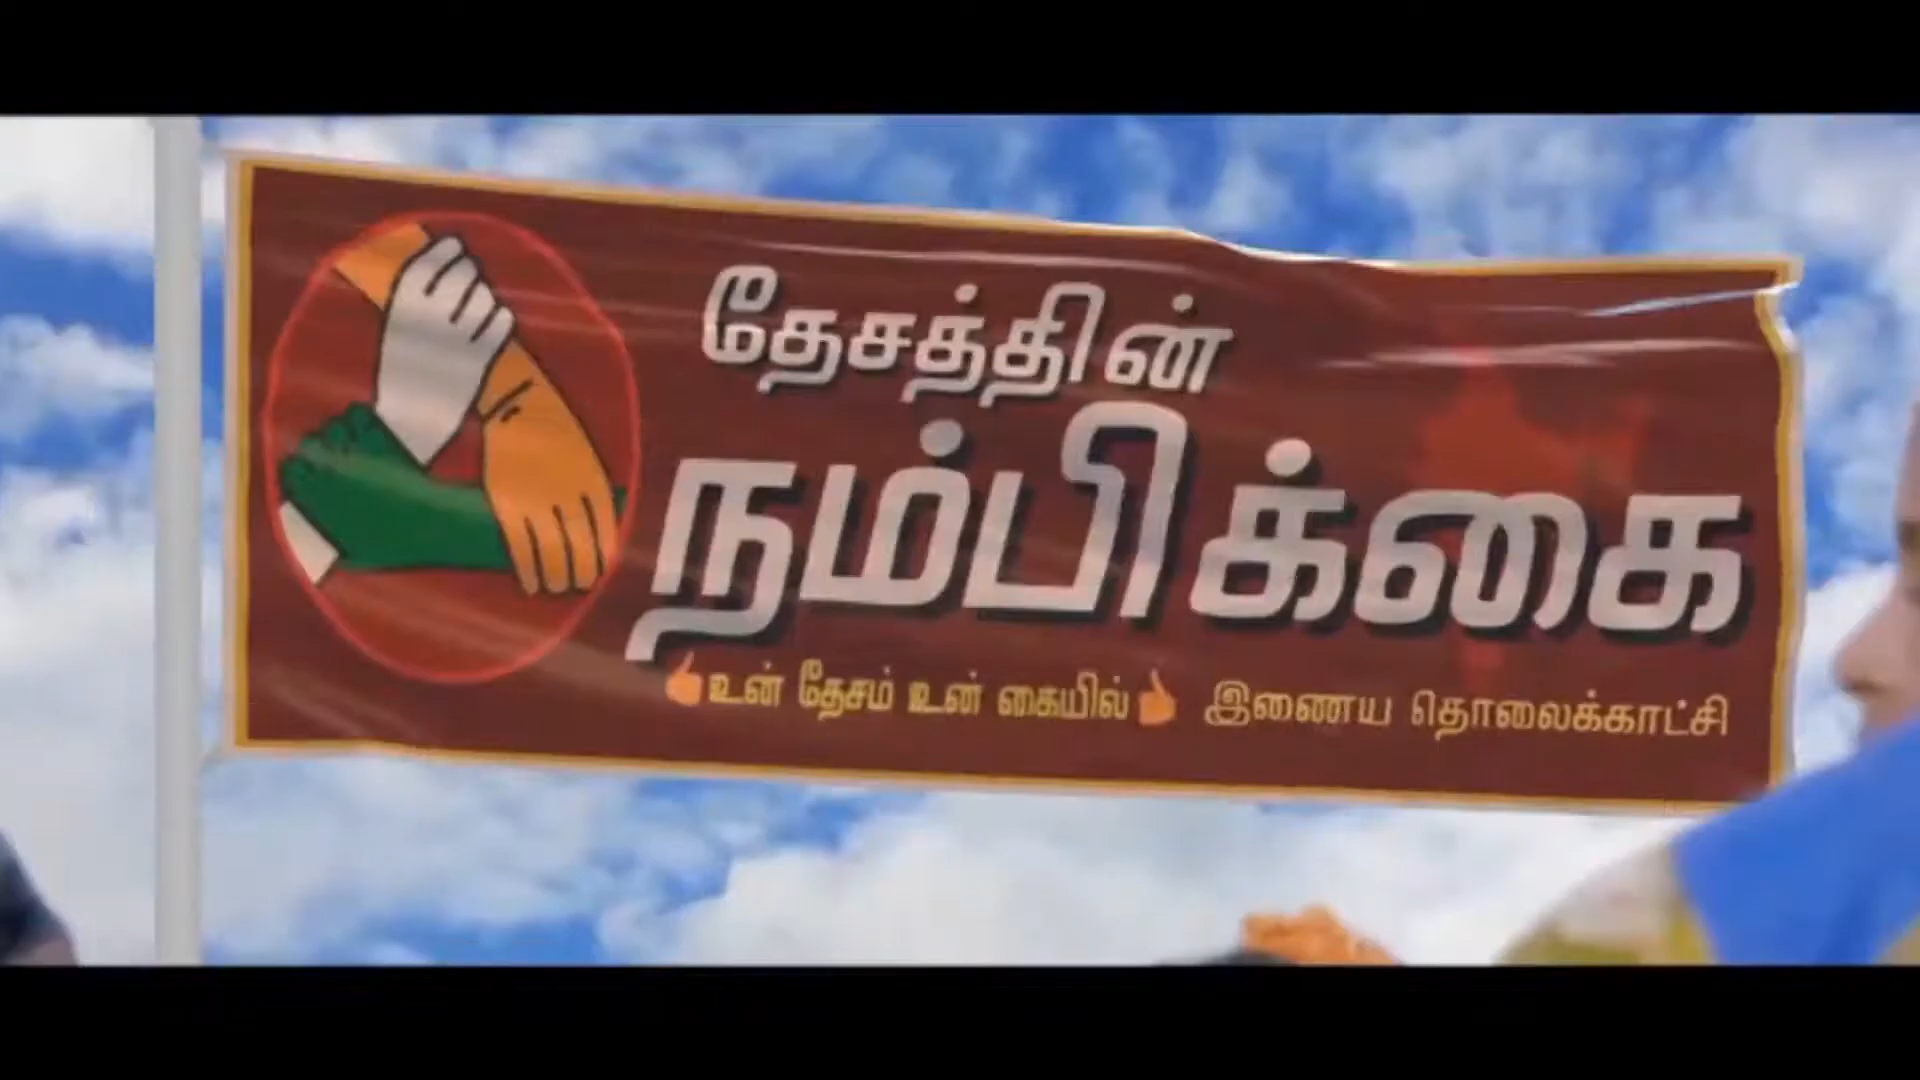 தேசத்தின்
நம்பிக்கை
உன் தேசம் உன் கையில் இணைய தொலைக்காட்சி